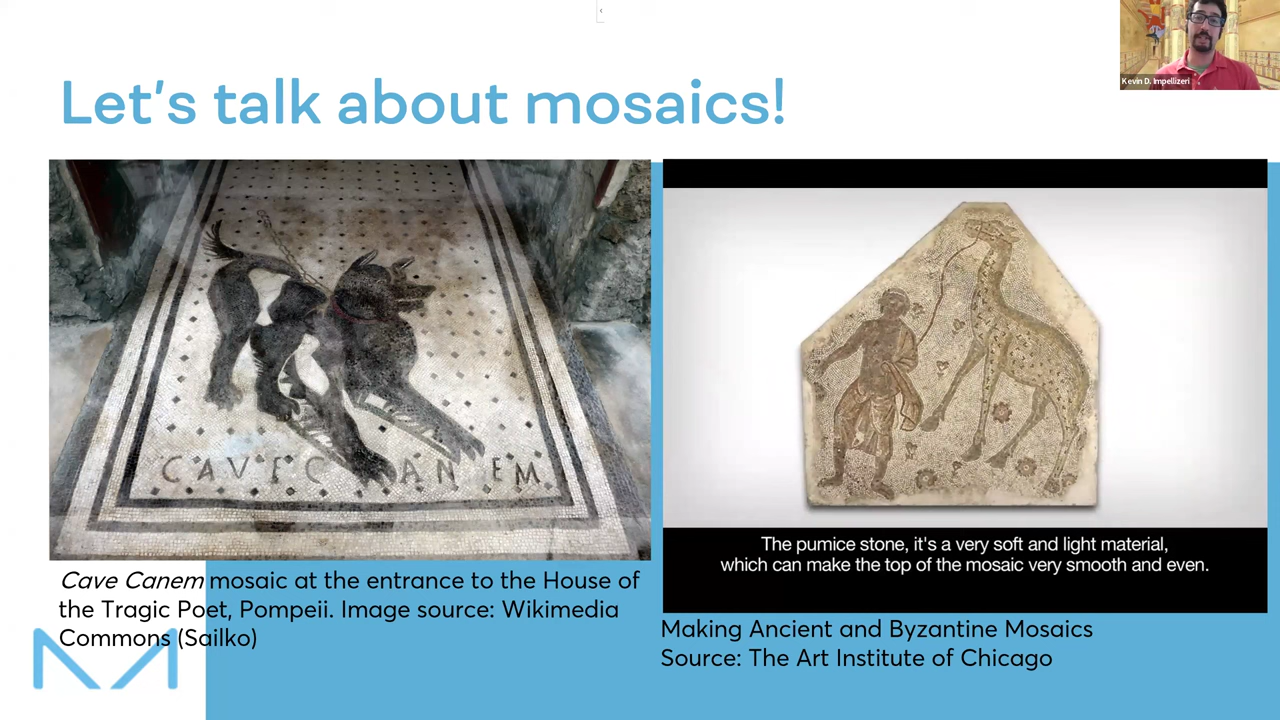 Let's talk about mosaics!
Kevin D. Impellizeri
CAVE CANEM
The pumice stone, it's a very soft and light material,
which can make the top of the mosaic very smooth and even.
Cave Canem mosaic at the entrance to the House of
the Tragic Poet, Pompeii. Image source: Wikimedia
Commons (Sailko)
Making Ancient and Byzantine Mosaics
Source: The Art Institute of Chicago